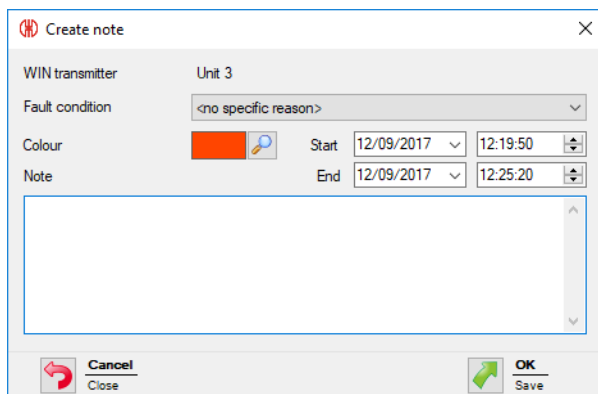 Create note
WIN transmitter Unit 3
Fault condition <no specific reason>
Colour Start 12/09/2017 12:19:50
Note End 12/09/2017 12:25:20
Cancel OK
Close Save